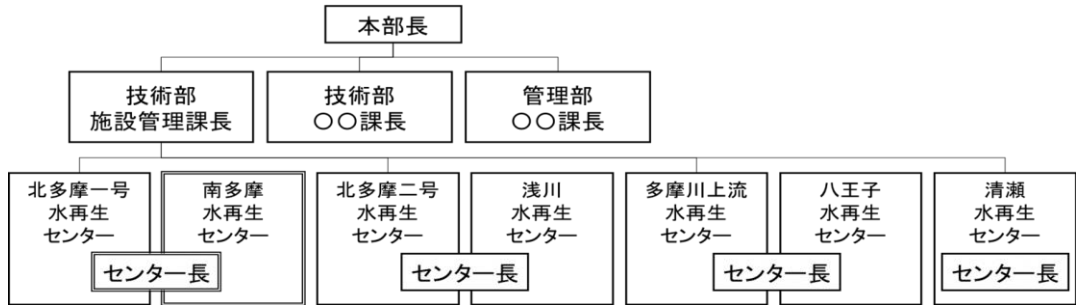 本部長
技術部
施設管理課長
技術部
〇〇課長
管理部
〇〇課長
北多摩一号
水再生
センター
南多摩
水再生
センター
センター長
北多摩二号
水再生
センター
浅川
水再生
センター
センター長
多摩川上流
水再生
センター
八王子
水再生
センター
センター長
清瀬
水再生
センター
センター長